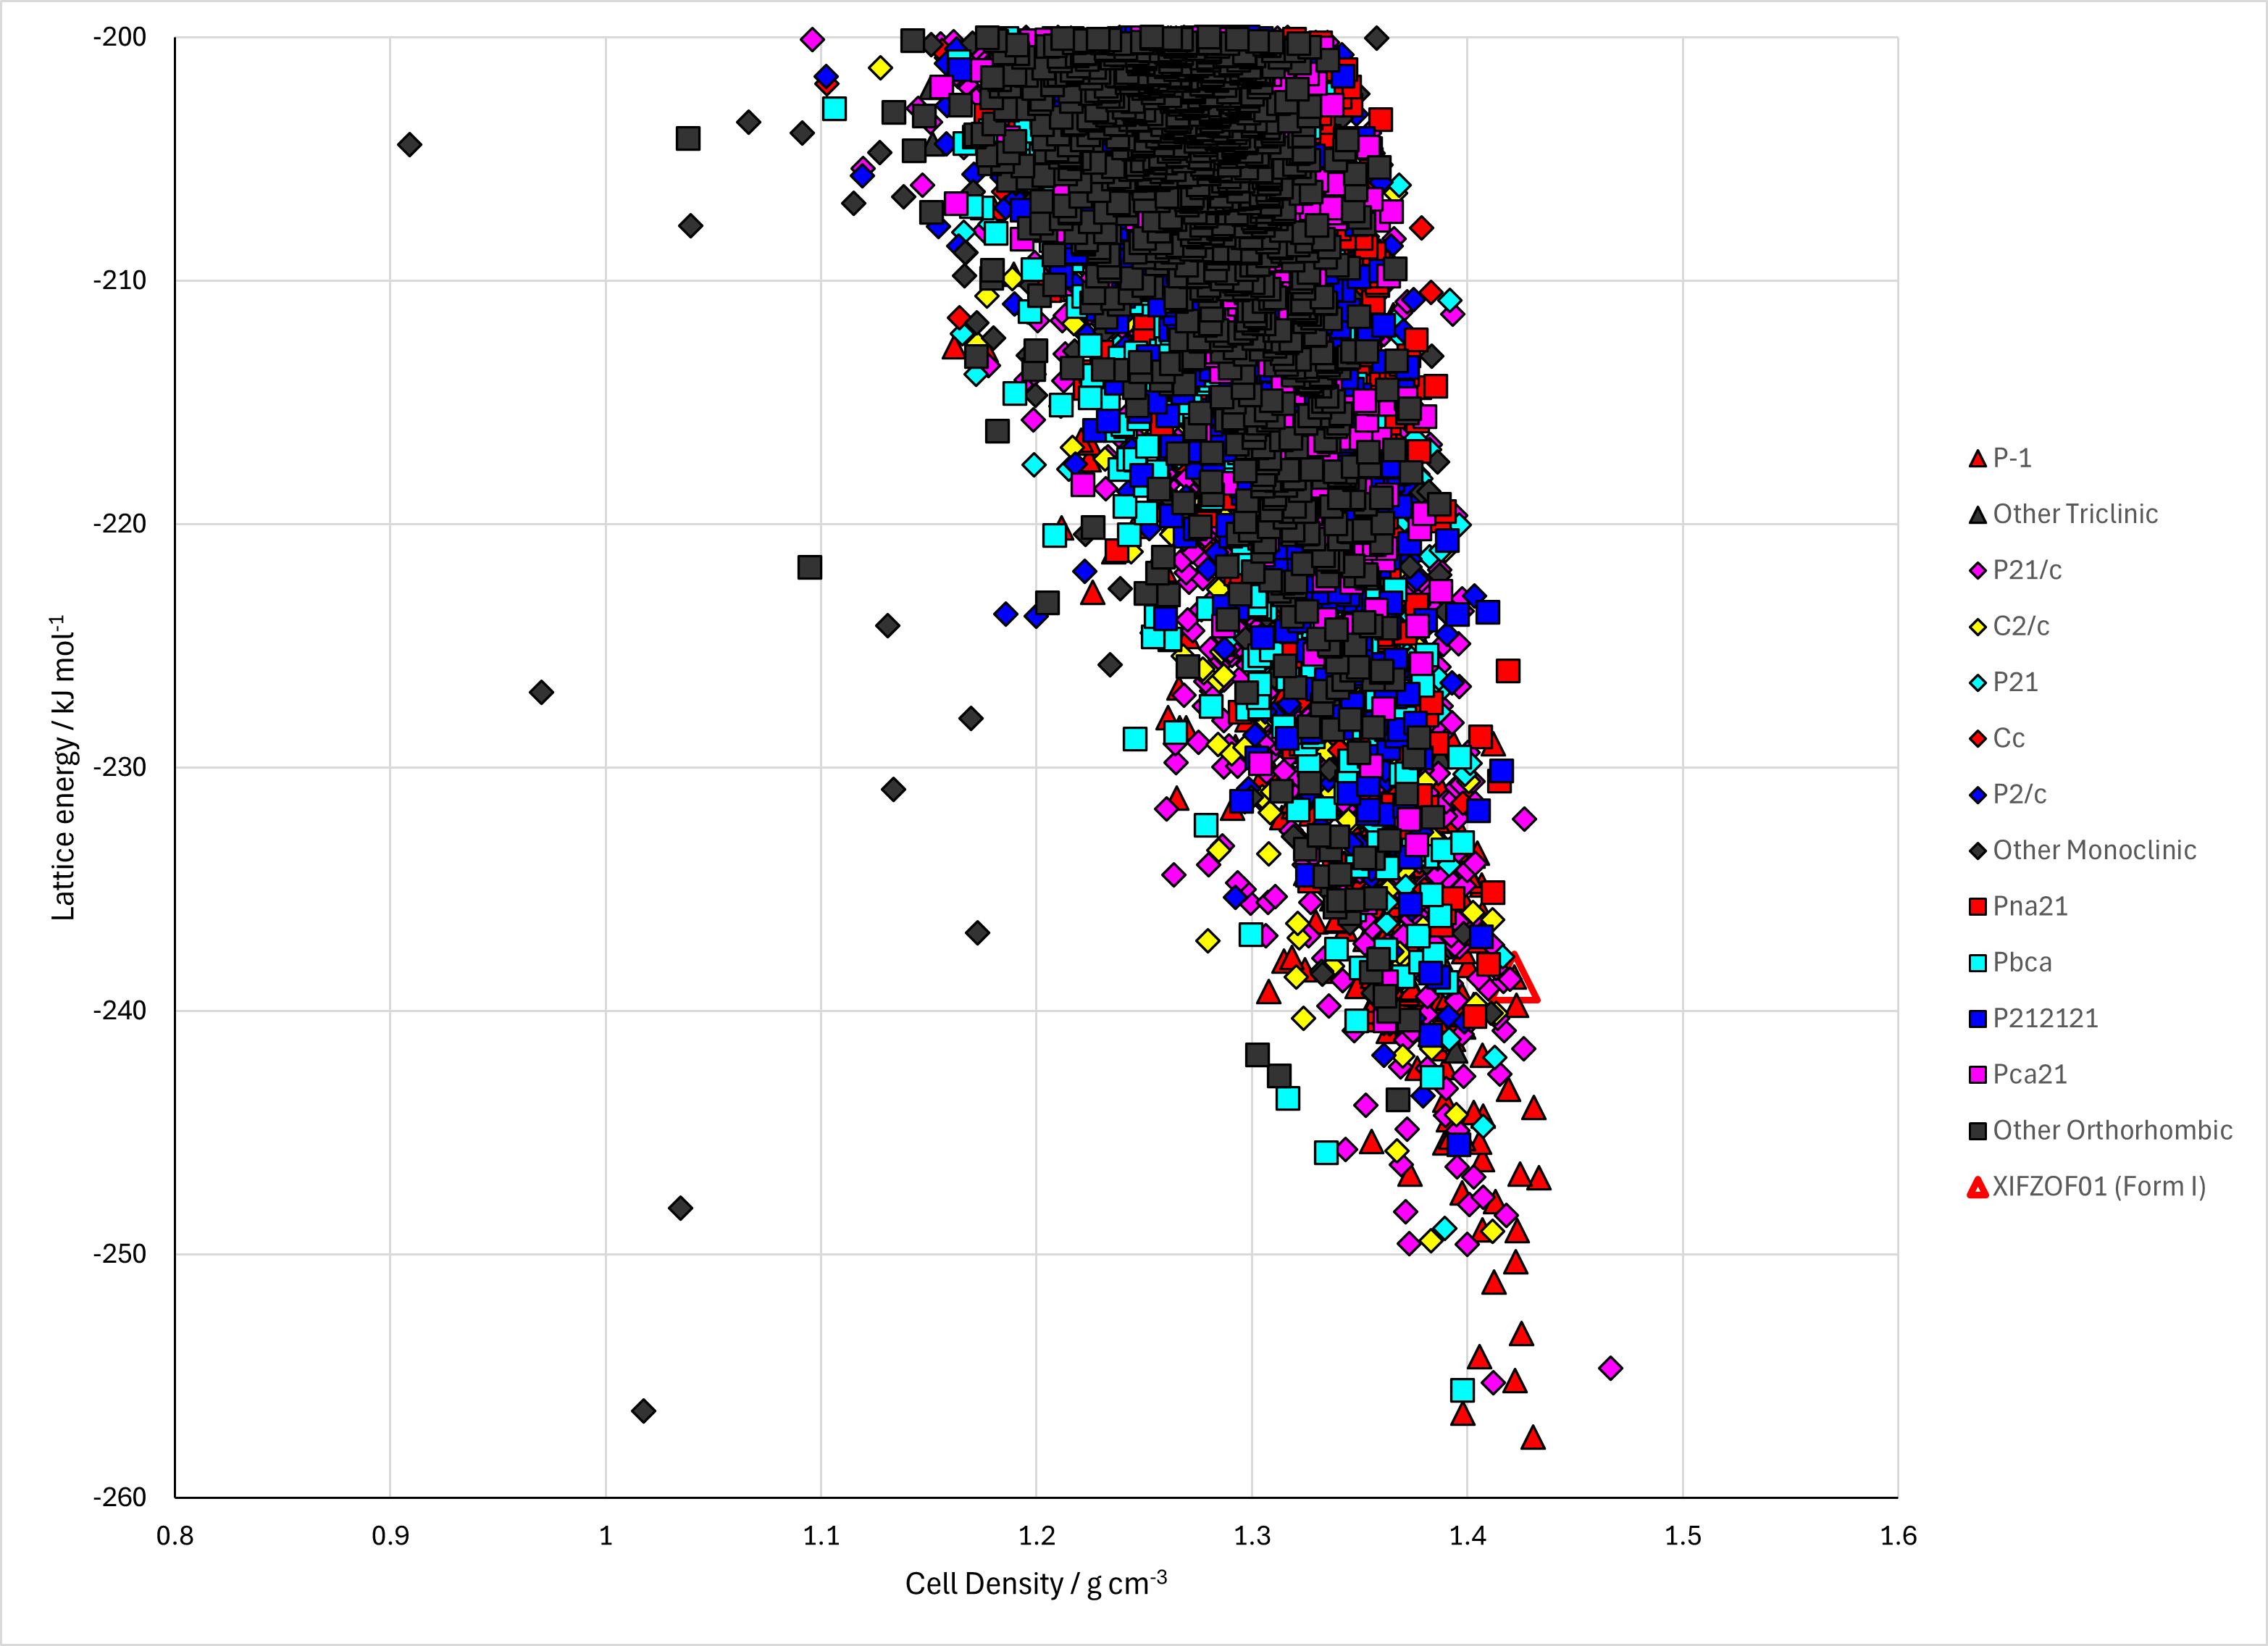 -200
-210
-220
-230
-240
-250
-260
Lattice energy / kJ mol-1
0.8 0.9 1 1.1 1.2 1.3 1.4 1.5 1.6
Cell Density / g cm-3
P-1
Other Triclinic
P21/c
C2/c
P21
Cc
P2/c
Other Monoclinic
Pna21
Pbca
P212121
Pca21
Other Orthorhombic
XIFZOF01 (Form I)